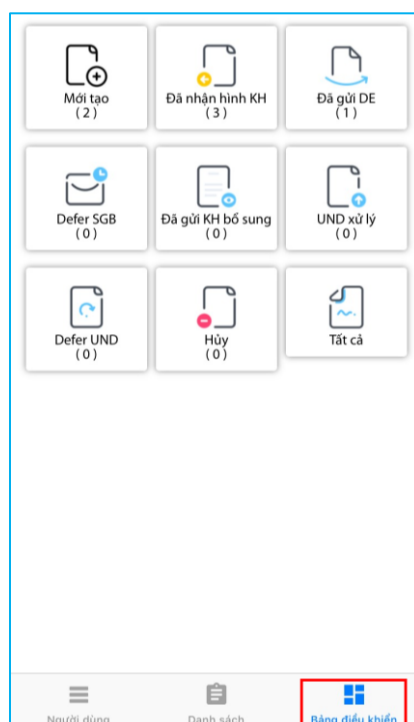 Mới tạo
( 2 )
Đã nhận hình KH
( 3 )
Đã gửi DE
( 1 )
Defer SGB
( 0 )
Đã gửi KH bổ sung
( 0 )
UND xử lý
( 0 )
Defer UND
( 0 )
Hủy
( 0 )
Tất cả
Người dùng
Danh sách
Bảng điều khiển